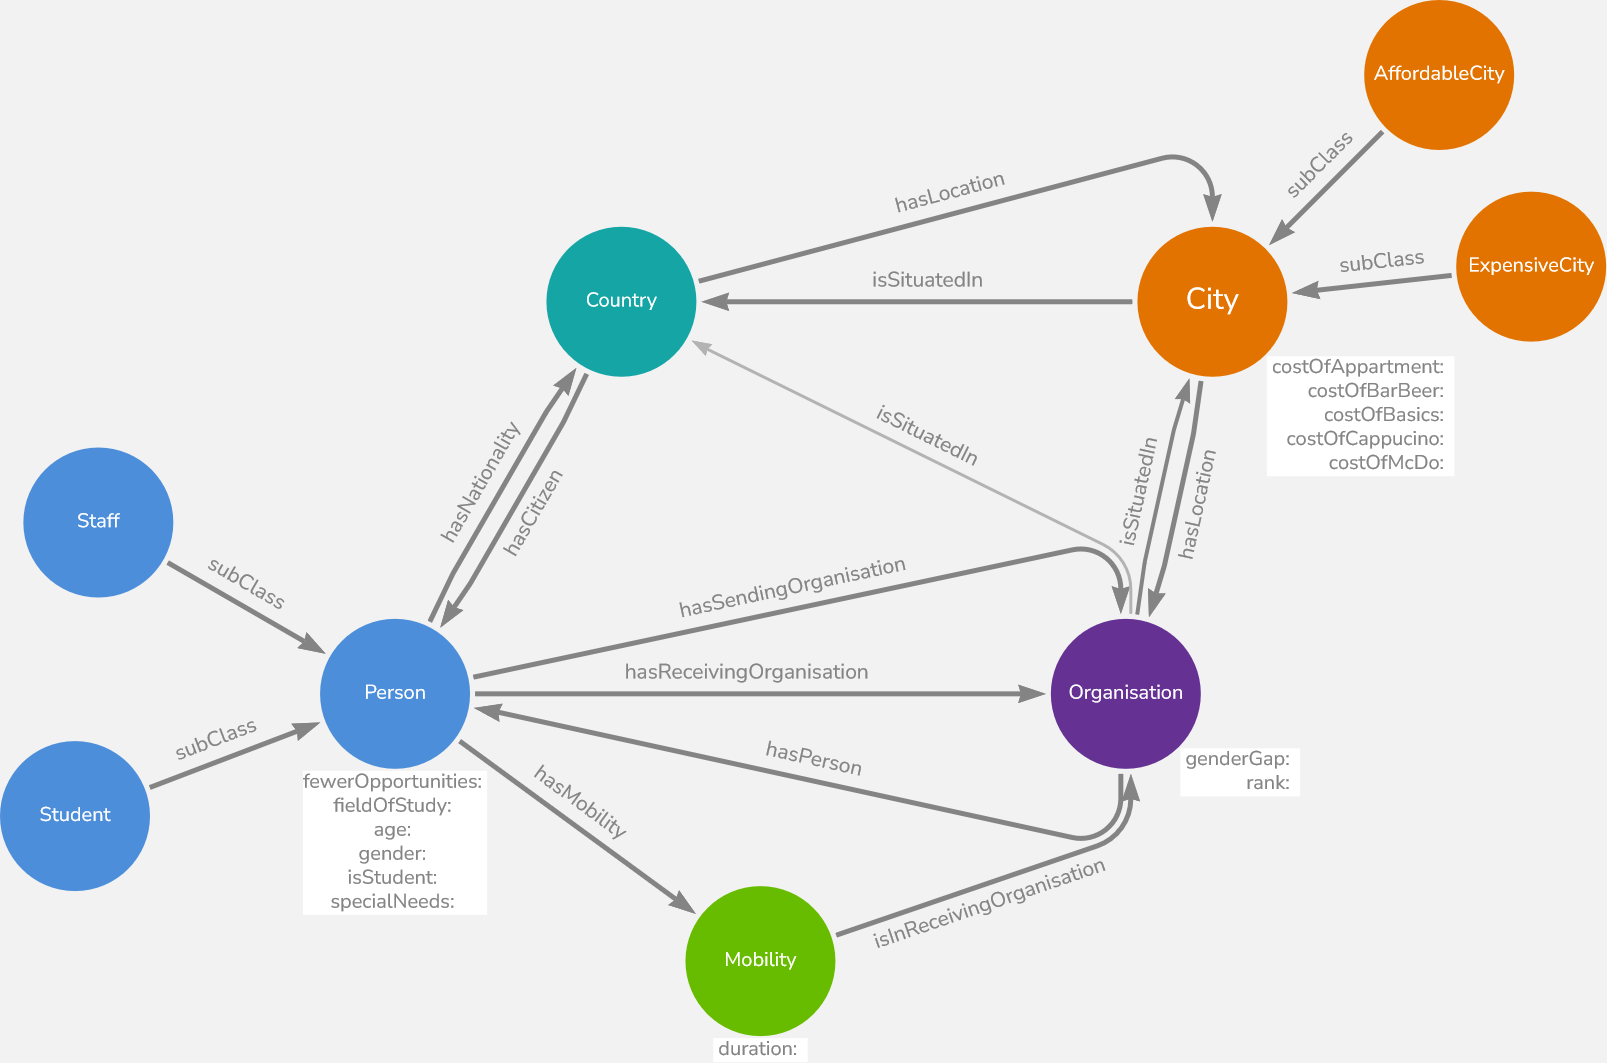 AffordableCity
subClass
hasLocation
ExpensiveCity
subClass
isSituatedIn
Country
City
costOfAppartment:
costOfBarBeer:
costOfBasics:
costOfCappucino:
costOfMcDo:
isSituatedIn
hasNationality
hasCitizen
isSituatedIn
hasLocation
Staff
subClass
hasSendingOrganisation
hasReceivingOrganisation
Person
Organisation
subClass
hasPerson
genderGap:
rank:
fewerOpportunities:
fieldOfStudy:
age:
gender:
isStudent:
specialNeeds:
Student
hasMobility
isInReceivingOrganisation
Mobility
duration: